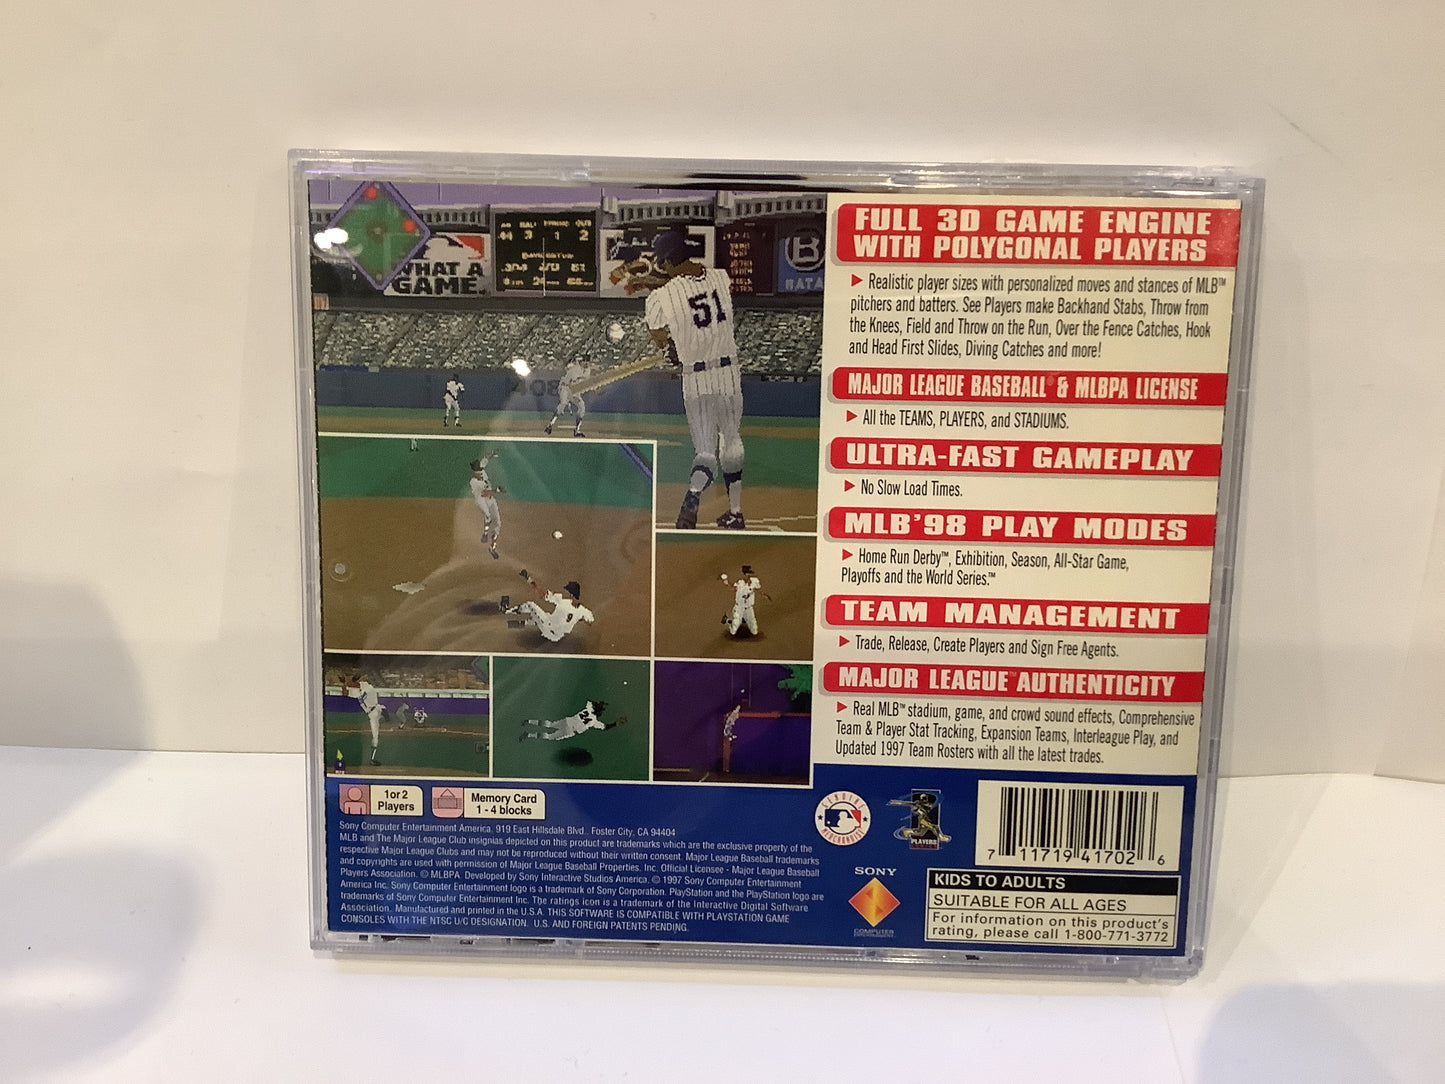 FULL 3D GAME ENGINE
WITH POLYGONAL PLAYERS
Realistic player sizes with personalized moves and stances of MLB™
pitchers and batters. See Players make Backhand Stabs, Throw from
the Knees, Field and Throw on the Run, Over the Fence Catches, Hook
and Head First Slides, Diving Catches and more!
MAJOR LEAGUE BASEBALL & MLBPA LICENSE
All the TEAMS, PLAYERS, and STADIUMS.
ULTRA-FAST GAMEPLAY
No Slow Load Times.
MLB'98 PLAY MODES
Home Run Derby™, Exhibition, Season, All-Star Game,
Playoffs and the World Series.™
TEAM MANAGEMENT
Trade, Release, Create Players and Sign Free Agents.
MAJOR LEAGUE™ AUTHENTICITY
Real MLB™ stadium, game, and crowd sound effects, Comprehensive
Team & Player Stat Tracking, Expansion Teams, Interleague Play, and
Updated 1997 Team Rosters with all the latest trades.
WHAT A
GAME.
51
408
1 or 2
Players
Memory Card
1 - 4 blocks
Sony Computer Entertainment America, 919 East Hillsdale Blvd., Foster City, CA 94404
MLB and The Major League Club insignias depicted on this product are trademarks which are the exclusive property of the
respective Major League Clubs and may not be reproduced without their written consent. Major League Baseball trademarks
and copyrights are used with permission of Major League Baseball Properties, Inc. Official Licensee - Major League Baseball
Players Association. © MLBPA. Developed by Sony Interactive Studios America. © 1997 Sony Computer Entertainment
America Inc. Sony Computer Entertainment logo is a trademark of Sony Corporation. PlayStation and the PlayStation logo are
trademarks of Sony Computer Entertainment Inc. The ratings icon is a trademark of the Interactive Digital Software
Association. Manufactured and printed in the U.S.A. THIS SOFTWARE IS COMPATIBLE WITH PLAYSTATION GAME
CONSOLES WITH THE NTSC U/C DESIGNATION. U.S. AND FOREIGN PATENTS PENDING.
GENUINE
MERCHANDISE
PLAYERS
7 11719 41702 6
SONY
COMPUTER
ENTERTAINMENT
KIDS TO ADULTS
SUITABLE FOR ALL AGES
For information on this product's
rating, please call 1-800-771-3772